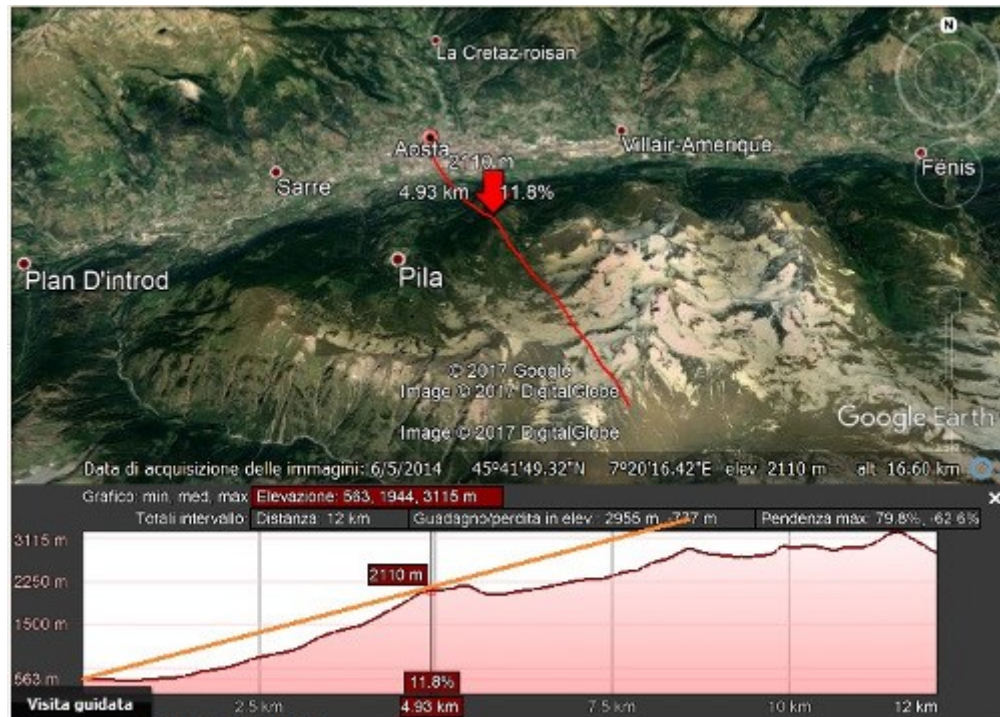 N
La Cretaz-roisan
Aosta
2110 m
Villair-Amerique
Fénis
Sarre
4.93 km
11.8%
Plan D'introd
Pila
© 2017 Google
Image © 2017 DigitalGlobe
Image © 2017 DigitalGlobe
Google Earth
Data di acquisizione delle immagini: 6/5/2014 45°41'49.32"N 7°20'16.42"E elev 2110 m alt 16.60 km
Grafico: min, med, max Elevazione: 563, 1944, 3115 m
Totali intervallo: Distanza: 12 km Guadagno/perdita in elev.: 2955 m, -737 m Pendenza max: 79.8%, -62.6%
3115 m
2110 m
2250 m
1500 m
563 m
11.8%
Visita guidata
2.5 km
4.93 km
7.5 km
10 km
12 km